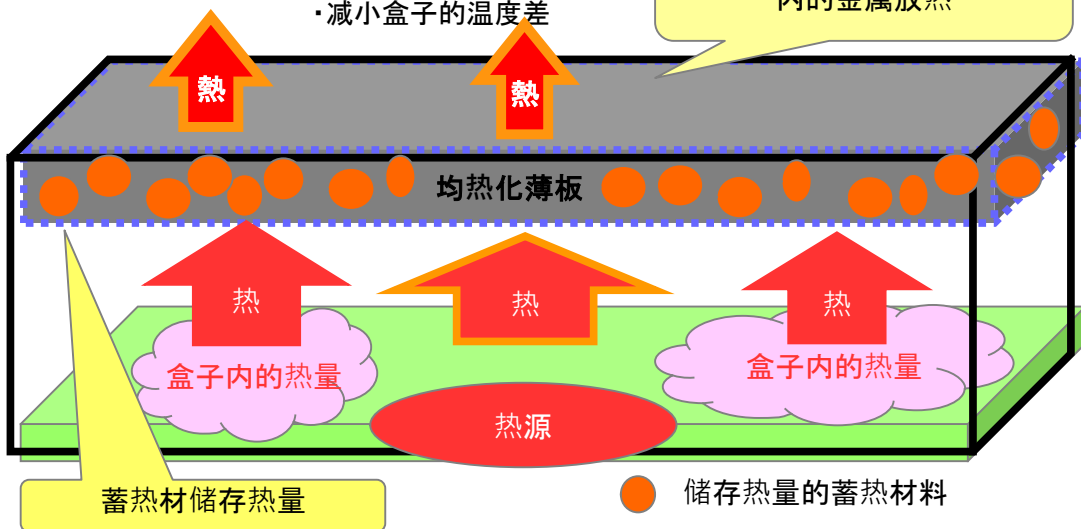 ・减小盒子的温度差
内的金属放热
熱
熱
均热化薄板
热
热
热
盒子内的热量
盒子内的热量
热源
蓄热材储存热量
储存热量的蓄热材料